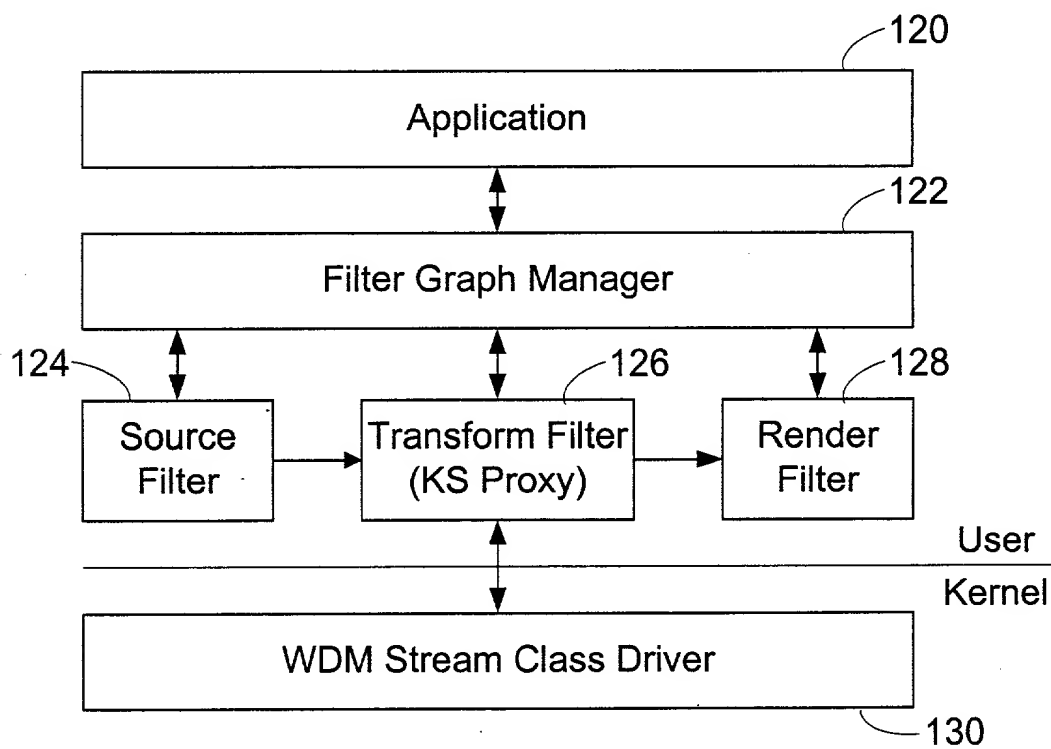 120
Application
122
Filter Graph Manager
124
126
128
Source
Filter
Transform Filter
(KS Proxy)
Render
Filter
User
Kernel
WDM Stream Class Driver
130